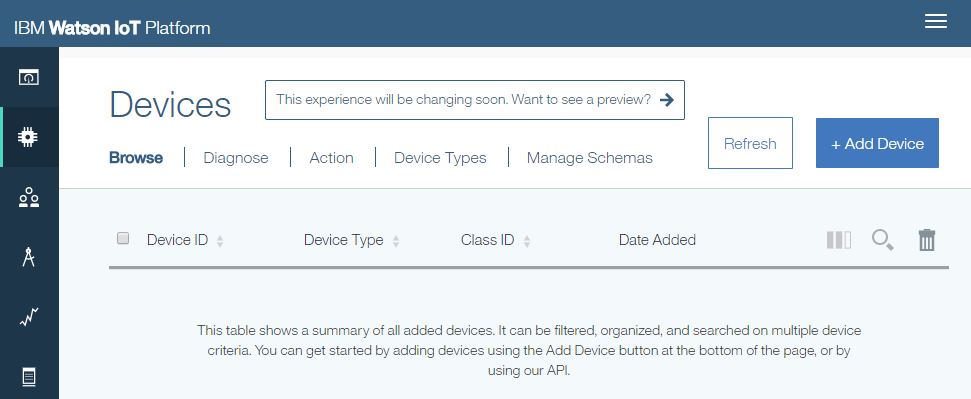 IBM Watson IoT Platform
Devices
This experience will be changing soon. Want to see a preview?
Browse Diagnose Action Device Types Manage Schemas
Refresh
+ Add Device
Device ID Device Type Class ID Date Added
This table shows a summary of all added devices. It can be filtered, organized, and searched on multiple device
criteria. You can get started by adding devices using the Add Device button at the bottom of the page, or by
using our API.